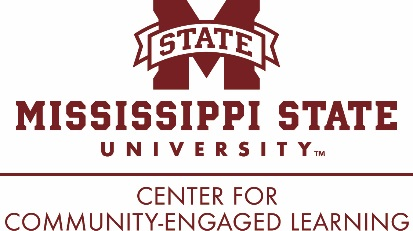 M
STATE
MISSISSIPPI STATE
UNIVERSITY™
CENTER FOR
COMMUNITY-ENGAGED LEARNING